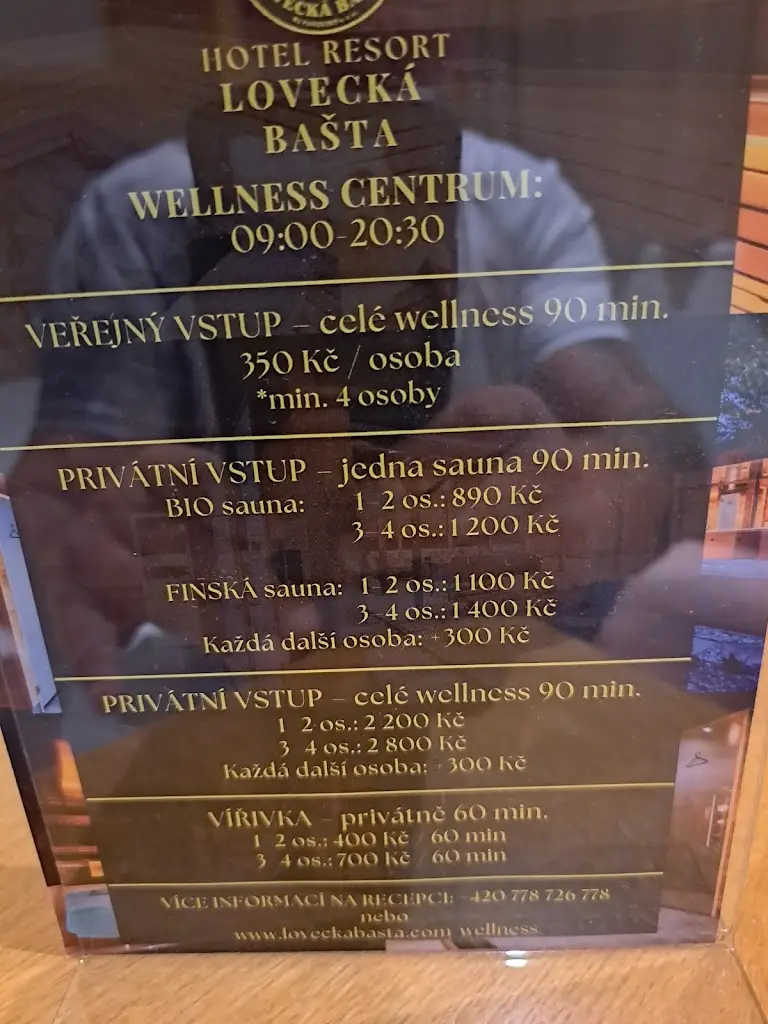 HOTEL RESORT
LOVECKÁ
BAŠTA
WELLNESS CENTRUM:
09:00-20:30
VEŘEJNÝ VSTUP – celé wellness 90 min.
350 Kč / osoba
*min. 4 osoby
PRIVÁTNÍ VSTUP – jedna sauna 90 min.
BIO sauna: 1-2 os.: 890 Kč
3-4 os.: 1 200 Kč
FINSKÁ sauna: 1-2 os.: 1 100 Kč
3-4 os.: 1 400 Kč
Každá další osoba: +300 Kč
PRIVÁTNÍ VSTUP – celé wellness 90 min.
1-2 os.: 2 200 Kč
3-4 os.: 2 800 Kč
Každá další osoba: +300 Kč
VÍŘIVKA – privátně 60 min.
1-2 os.: 400 Kč / 60 min
3-4 os.: 700 Kč / 60 min
VÍCE INFORMACÍ NA RECEPCI: +420 778 726 778
nebo
www.loveckabasta.com/wellness